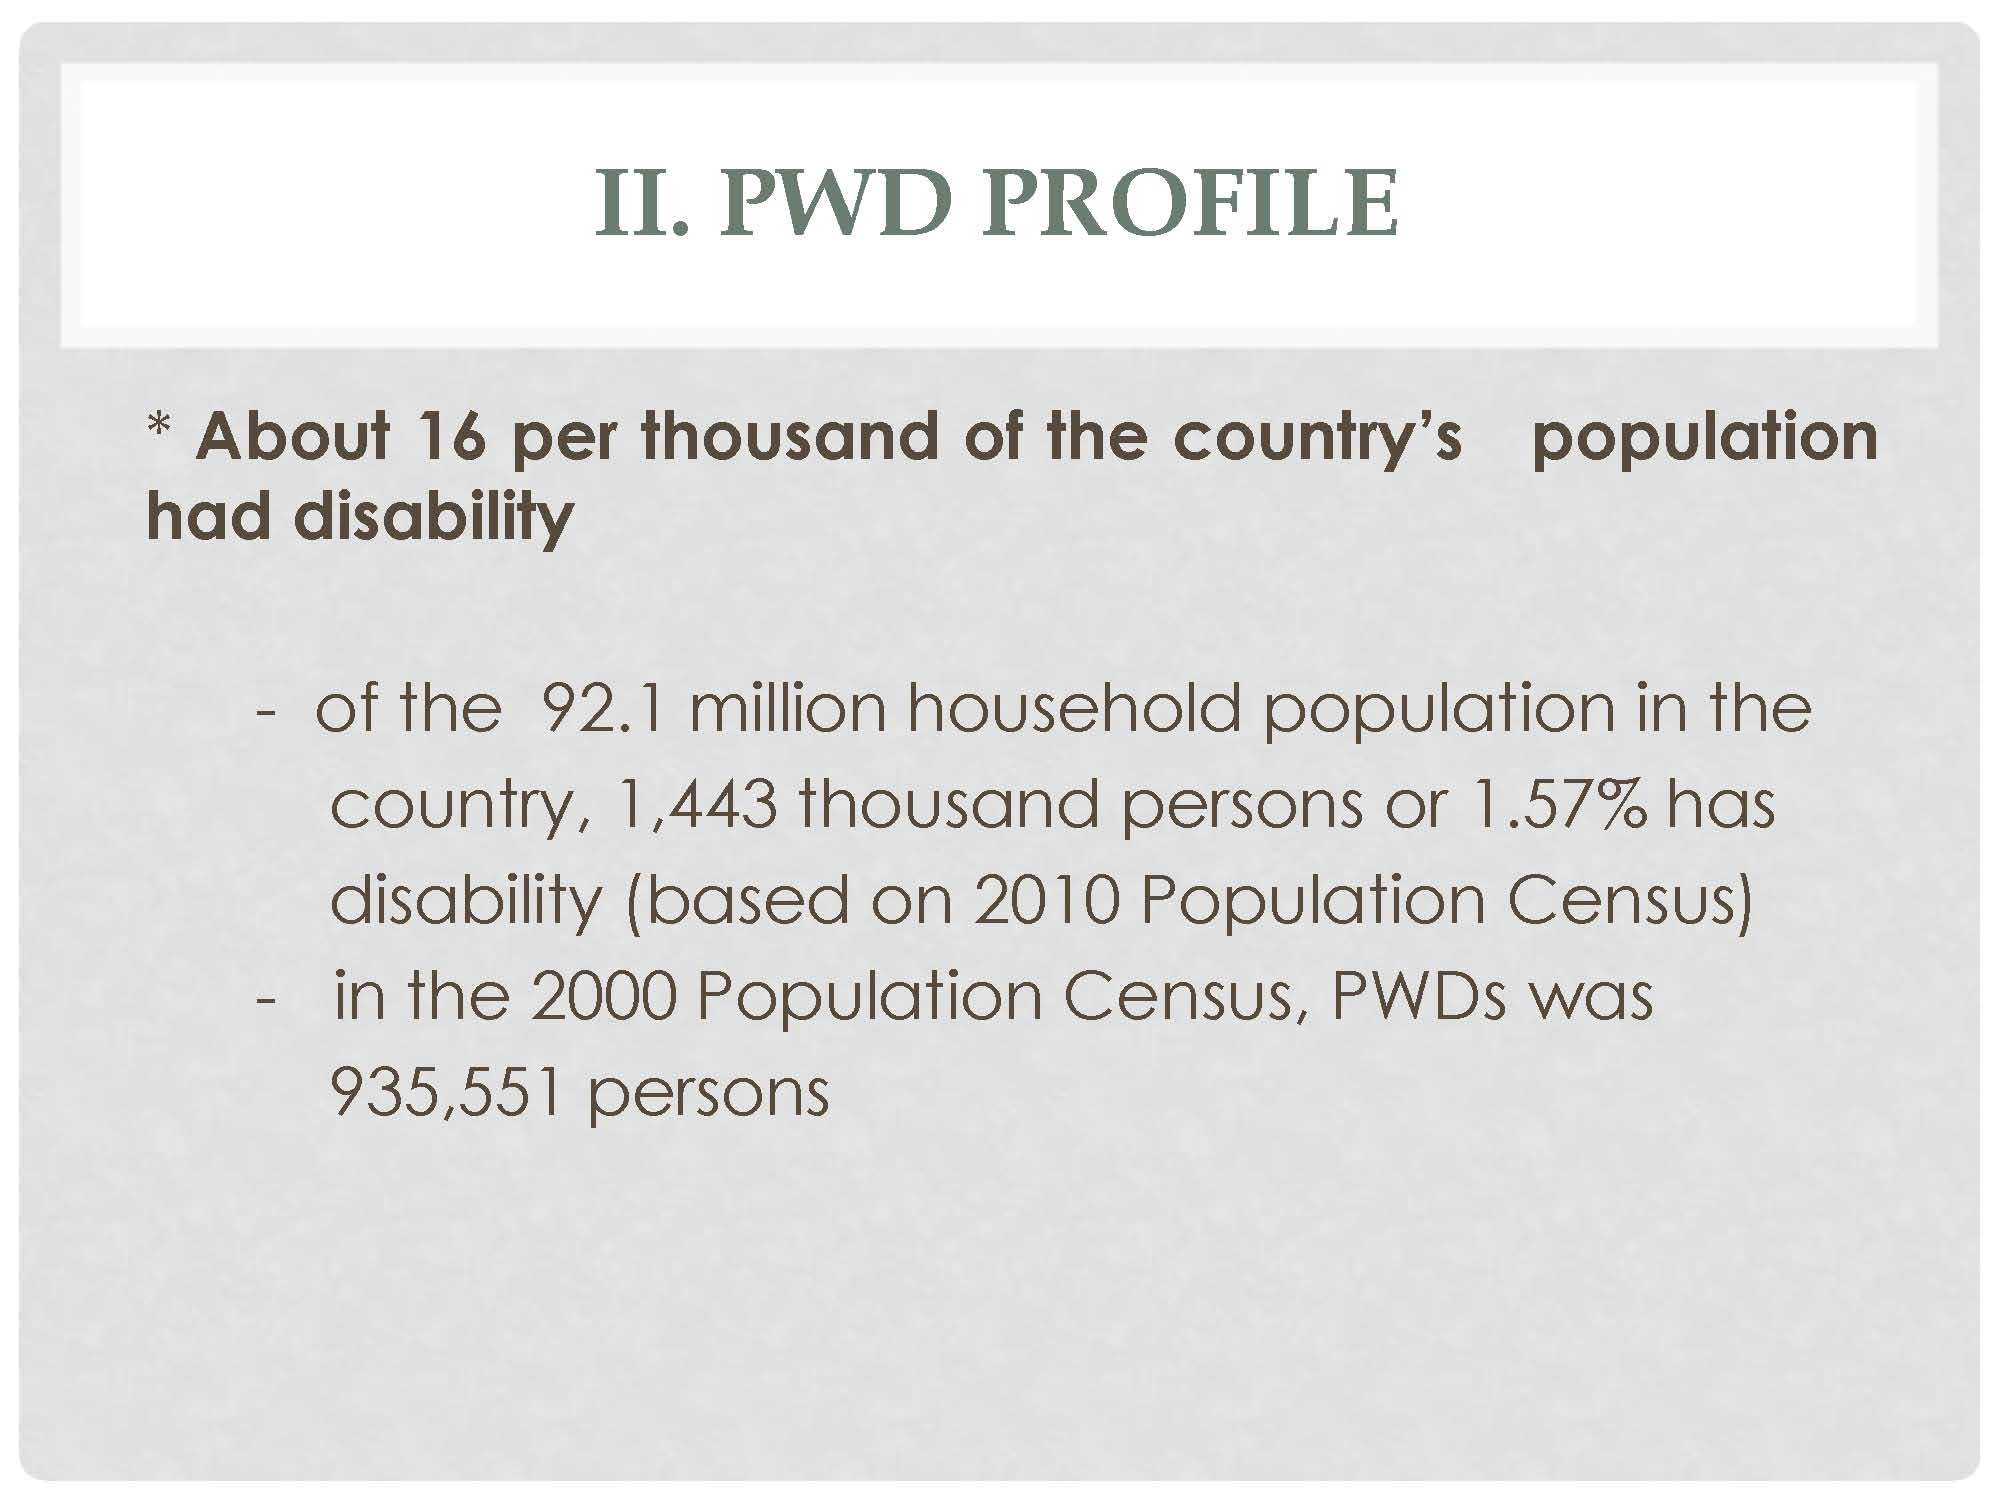 II. PWD PROFILE
* About 16 per thousand of the country’s population
had disability
- of the 92.1 million household population in the
country, 1,443 thousand persons or 1.57% has
disability (based on 2010 Population Census)
- in the 2000 Population Census, PWDs was
935,551 persons